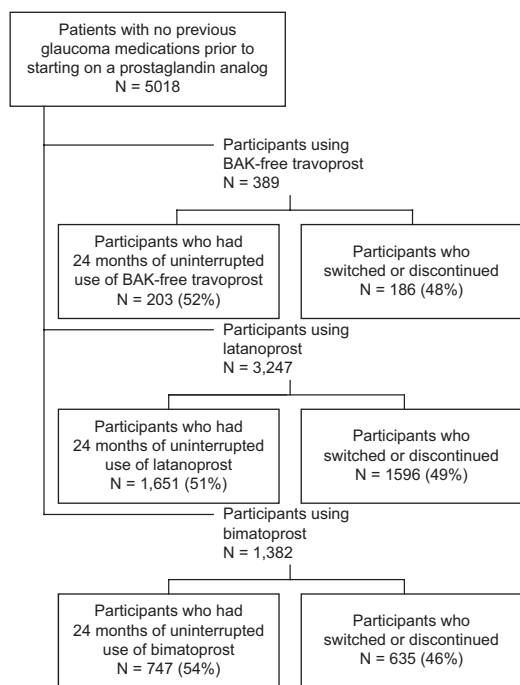 Patients with no previous
glaucoma medications prior to
starting on a prostaglandin analog
N = 5018
Participants using
BAK-free travoprost
N = 389
Participants who had
24 months of uninterrupted
use of BAK-free travoprost
N = 203 (52%)
Participants who
switched or discontinued
N = 186 (48%)
Participants using
latanoprost
N = 3,247
Participants who had
24 months of uninterrupted
use of latanoprost
N = 1,651 (51%)
Participants who
switched or discontinued
N = 1596 (49%)
Participants using
bimatoprost
N = 1,382
Participants who had
24 months of uninterrupted
use of bimatoprost
N = 747 (54%)
Participants who
switched or discontinued
N = 635 (46%)